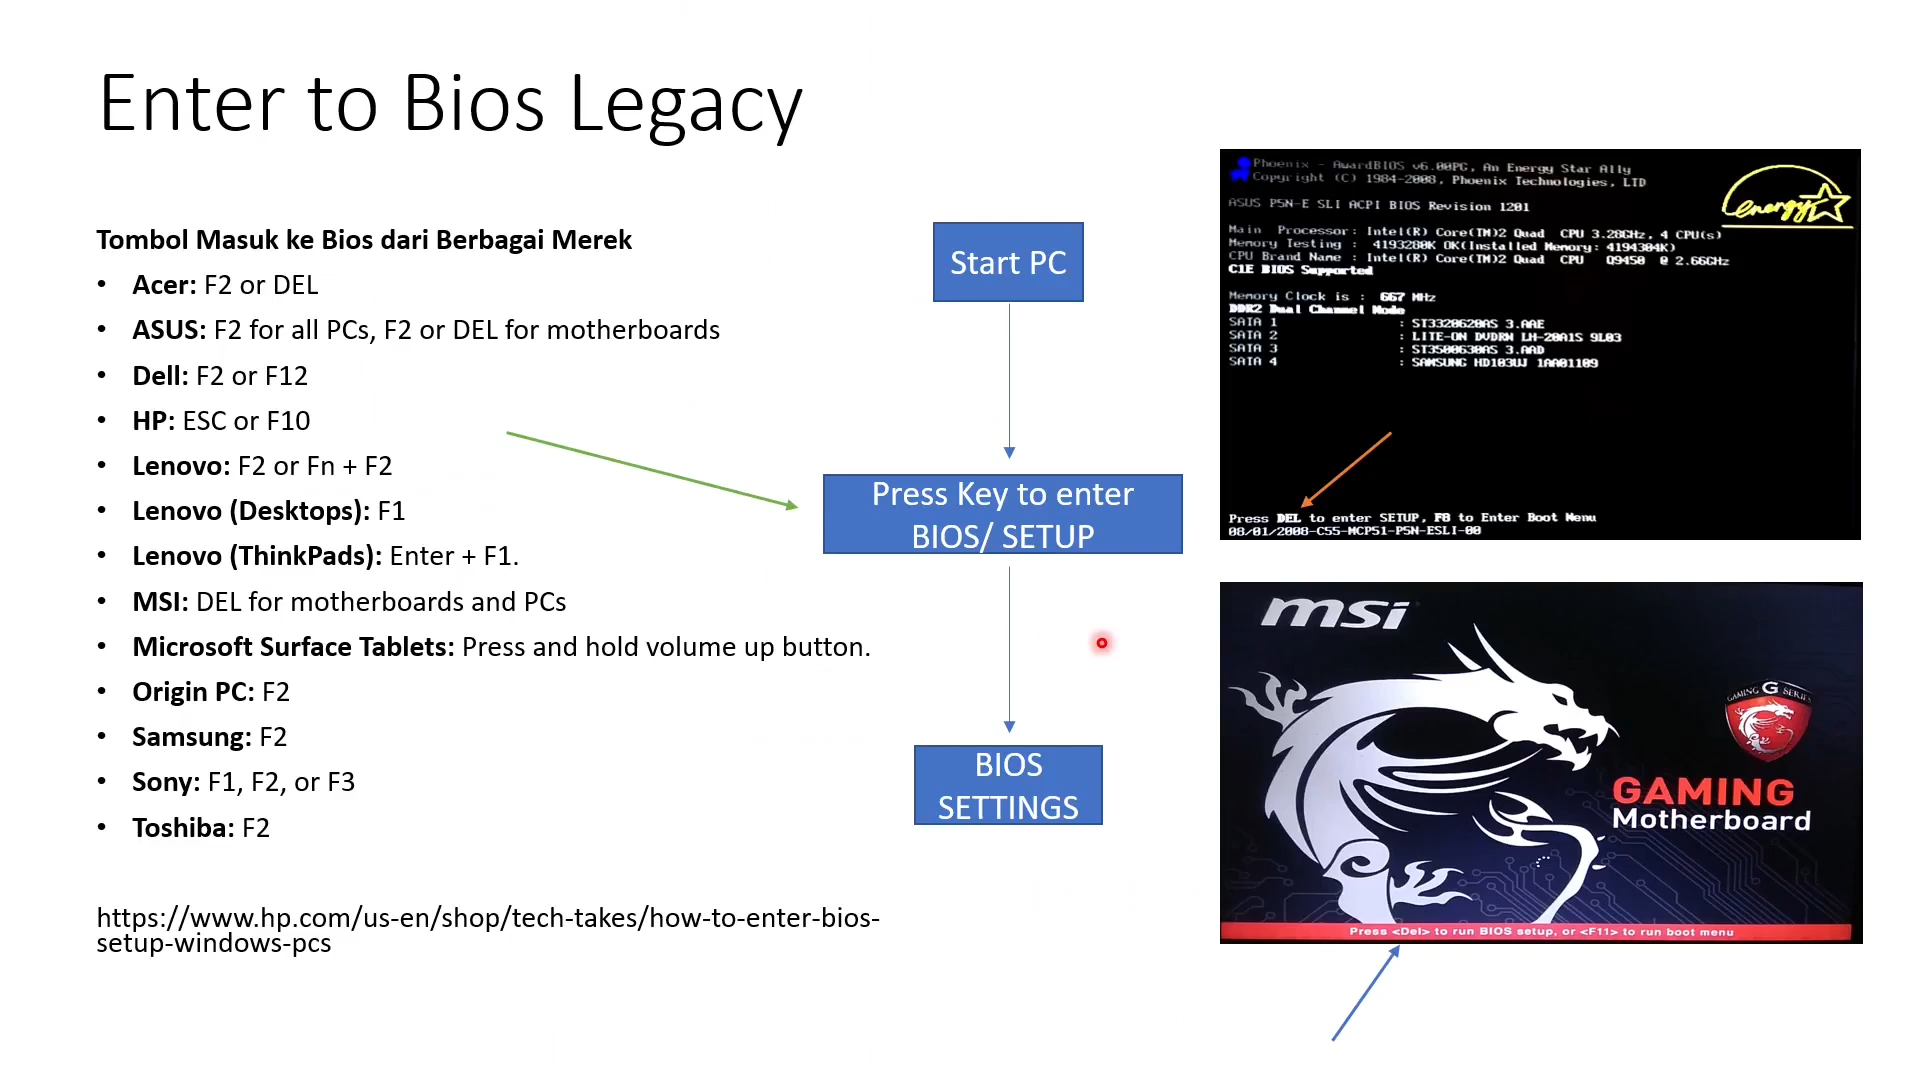 Enter to Bios Legacy
Tombol Masuk ke Bios dari Berbagai Merek
• Acer: F2 or DEL
• ASUS: F2 for all PCs, F2 or DEL for motherboards
• Dell: F2 or F12
• HP: ESC or F10
• Lenovo: F2 or Fn + F2
• Lenovo (Desktops): F1
• Lenovo (ThinkPads): Enter + F1.
• MSI: DEL for motherboards and PCs
• Microsoft Surface Tablets: Press and hold volume up button.
• Origin PC: F2
• Samsung: F2
• Sony: F1, F2, or F3
• Toshiba: F2
https://www.hp.com/us-en/shop/tech-takes/how-to-enter-bios-
setup-windows-pcs
Start PC
Press Key to enter
BIOS/ SETUP
BIOS
SETTINGS
Phoenix - AwardBIOS v6.00PG, An Energy Star Ally
Copyright (C) 1984-2008, Phoenix Technologies, LTD
energy
ASUS P5N-E SLI ACPI BIOS Revision 1201
Main Processor: Intel(R) Core(TM)2 Quad CPU 3.28GHz, 4 CPU(s)
Memory Testing : 4193280K OK(Installed Memory: 4194304K)
CPU Brand Name : Intel(R) Core(TM)2 Quad CPU Q9450 @ 2.66GHz
C1E BIOS Supported
Memory Clock is : 667 MHz
DDR2 Dual Channel Mode
SATA 1 : ST3320620AS 3.AAE
SATA 2 : LITE-ON DVDRW LH-20A1S 9L03
SATA 3 : ST3500630AS 3.AAD
SATA 4 : SAMSUNG HD103UJ 1AA01109
Press DEL to enter SETUP, F8 to Enter Boot Menu
08/01/2008-C55-MCP51-P5N-ESLI-00
msi
GAMING G SERIES
GAMING
Motherboard
Press <Del> to run BIOS setup, or <F11> to run boot menu